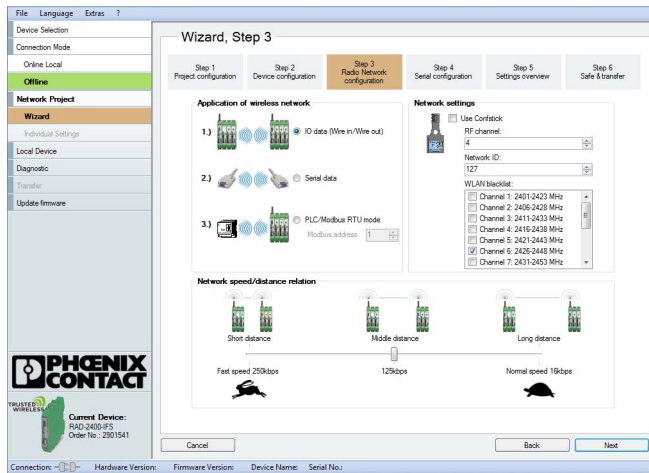 File Language Extras ?
Device Selection
Connection Mode
Online Local
Offline
Network Project
Wizard
Individual Settings
Local Device
Diagnostic
Transfer
Update firmware
PHŒNIX
CONTACT
TRUSTED
WIRELESS
Current Device:
RAD-2400-IFS
Order No.: 2901541
Wizard, Step 3
Step 1
Project configuration
Step 2
Device configuration
Step 3
Radio Network
configuration
Step 4
Serial configuration
Step 5
Settings overview
Step 6
Safe & transfer
Application of wireless network
1.) IO data (Wire in/Wire out)
2.) Serial data
3.) PLC/Modbus RTU mode
Modbus address: 1
Network settings
Use Confstick
RF channel:
4
Network ID:
127
WLAN blacklist:
Channel 1: 2401-2423 MHz
Channel 2: 2406-2428 MHz
Channel 3: 2411-2433 MHz
Channel 4: 2416-2438 MHz
Channel 5: 2421-2443 MHz
Channel 6: 2426-2448 MHz
Channel 7: 2431-2453 MHz
Network speed/distance relation
Short distance Middle distance Long distance
Fast speed 250kbps 125kbps Normal speed 16kbps
Cancel Back Next
Connection: Hardware Version: Firmware Version: Device Name: Serial No.: